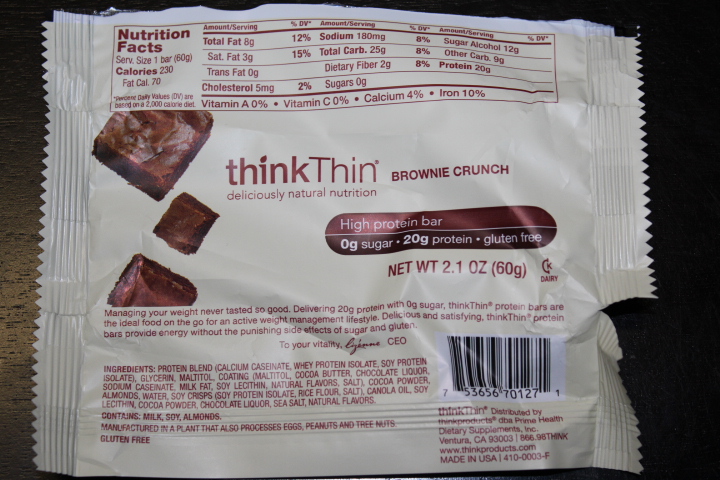 Nutrition Facts
Serv. Size 1 bar (60g)
Calories 230
Fat Cal. 70
*Percent Daily Values (DV) are
based on a 2,000 calorie diet.
Amount/Serving % DV*
Total Fat 8g 12%
Sat. Fat 3g 15%
Trans Fat 0g
Cholesterol 5mg 2%
Amount/Serving % DV*
Sodium 180mg 8%
Total Carb. 25g 8%
Dietary Fiber 2g 8%
Sugars 0g
Amount/Serving % DV*
Sugar Alcohol 12g
Other Carb. 9g
Protein 20g
Vitamin A 0% • Vitamin C 0% • Calcium 4% • Iron 10%
thinkThin® BROWNIE CRUNCH
deliciously natural nutrition
High protein bar
0g sugar • 20g protein • gluten free
NET WT 2.1 OZ (60g)
K
DAIRY
Managing your weight never tasted so good. Delivering 20g protein with 0g sugar, thinkThin® protein bars are
the ideal food on the go for an active weight management lifestyle. Delicious and satisfying, thinkThin® protein
bars provide energy without the punishing side effects of sugar and gluten.
To your vitality, Lizanne CEO
INGREDIENTS: PROTEIN BLEND (CALCIUM CASEINATE, WHEY PROTEIN ISOLATE, SOY PROTEIN
ISOLATE), GLYCERIN, MALTITOL, COATING (MALTITOL, COCOA BUTTER, CHOCOLATE LIQUOR,
SODIUM CASEINATE, MILK FAT, SOY LECITHIN, NATURAL FLAVORS, SALT), COCOA POWDER,
ALMONDS, WATER, SOY CRISPS (SOY PROTEIN ISOLATE, RICE FLOUR, SALT), CANOLA OIL, SOY
LECITHIN, COCOA POWDER, CHOCOLATE LIQUOR, SEA SALT, NATURAL FLAVORS.
CONTAINS: MILK, SOY, ALMONDS.
MANUFACTURED IN A PLANT THAT ALSO PROCESSES EGGS, PEANUTS AND TREE NUTS.
GLUTEN FREE
7 53656 70127 1
thinkThin® Distributed by
thinkproducts® dba Prime Health
Dietary Supplements, Inc.
Ventura, CA 93003 | 866.98THINK
www.thinkproducts.com
MADE IN USA | 410-0003-F